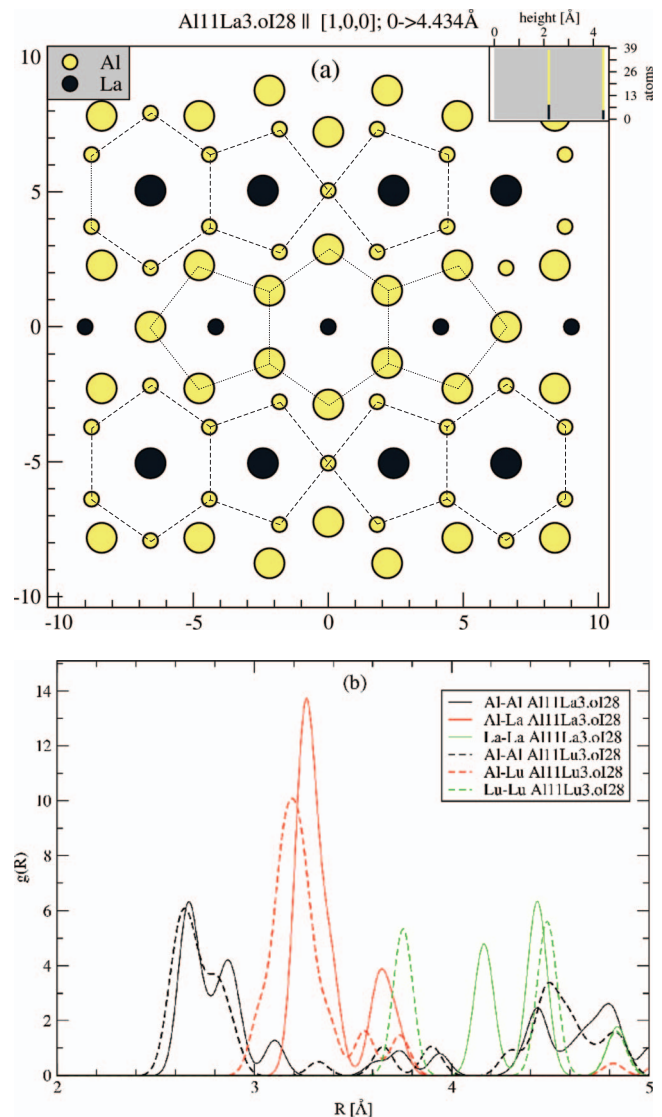 Al11La3.oI28 || [1,0,0]; 0->4.434Å
height [Å]
0 2 4
39
26
13
0
atoms
Al
La
(a)
10
5
0
-5
-10
-10 -5 0 5 10
(b)
Al-Al Al11La3.oI28
Al-La Al11La3.oI28
La-La Al11La3.oI28
Al-Al Al11Lu3.oI28
Al-Lu Al11Lu3.oI28
Lu-Lu Al11Lu3.oI28
14
12
10
8
6
4
2
0
g(R)
2 3 4 5
R [Å]